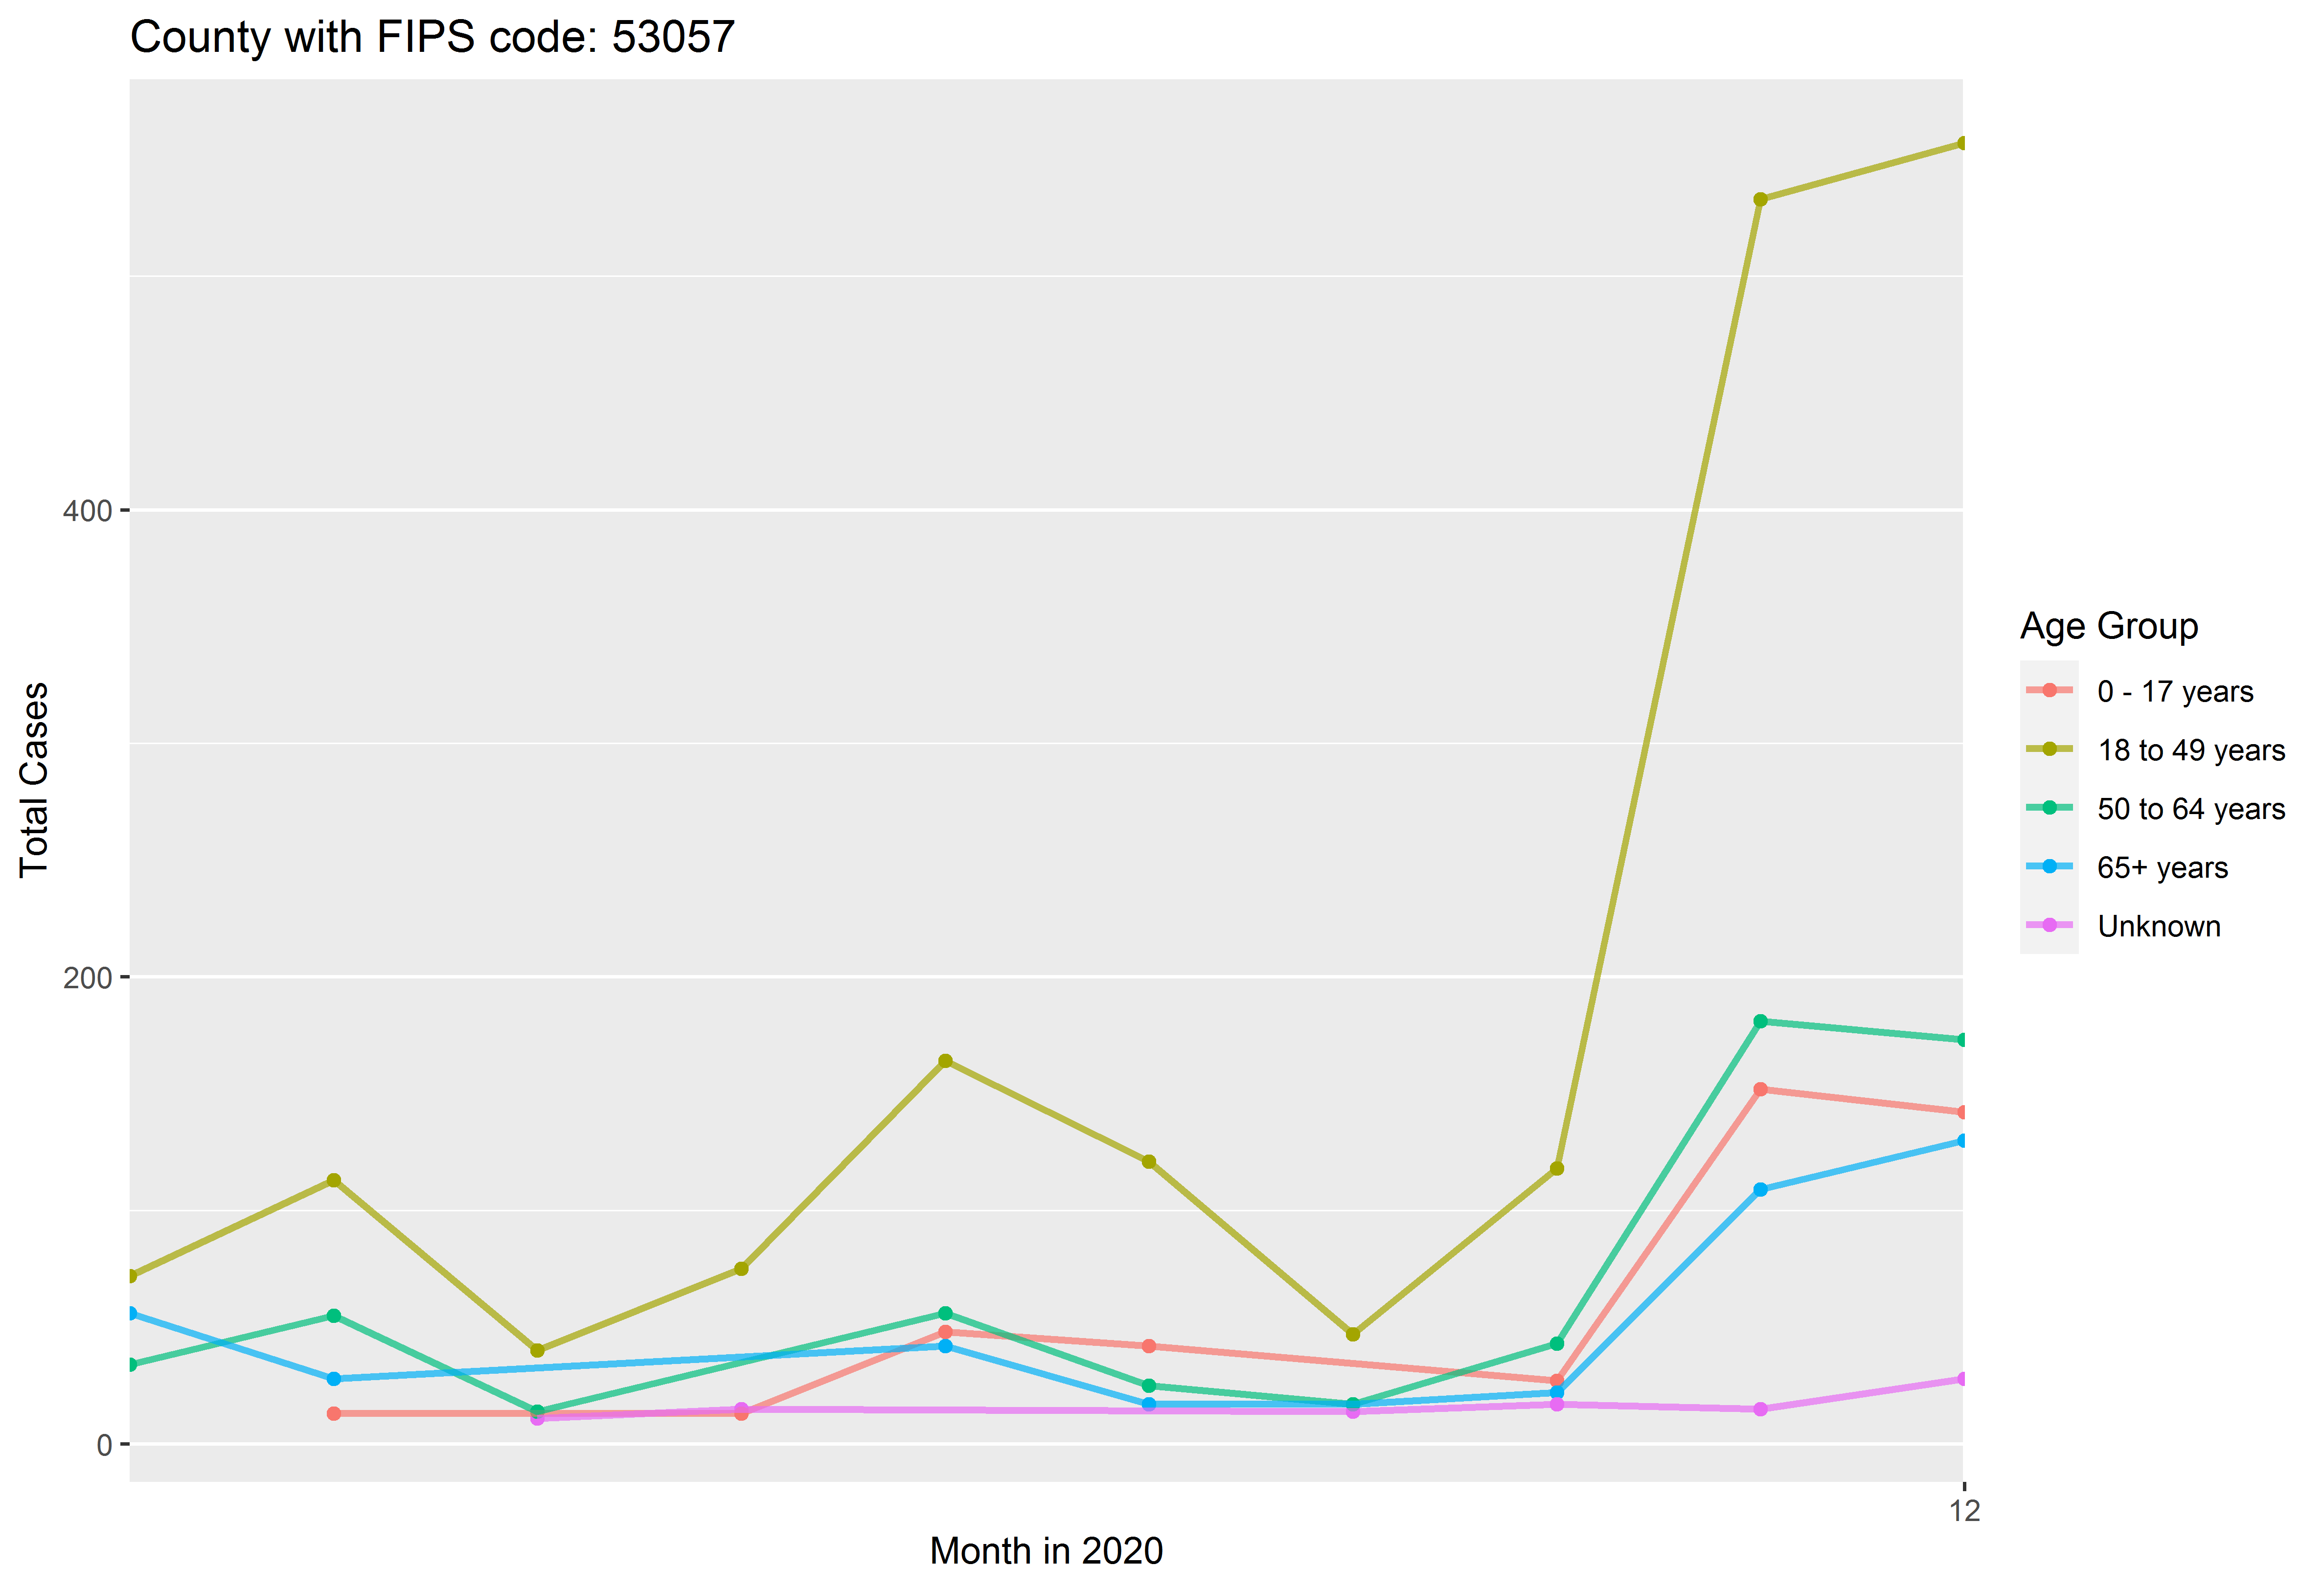 County with FIPS code: 53057
Total Cases
400
200
0
12
Month in 2020
Age Group
0 - 17 years
18 to 49 years
50 to 64 years
65+ years
Unknown